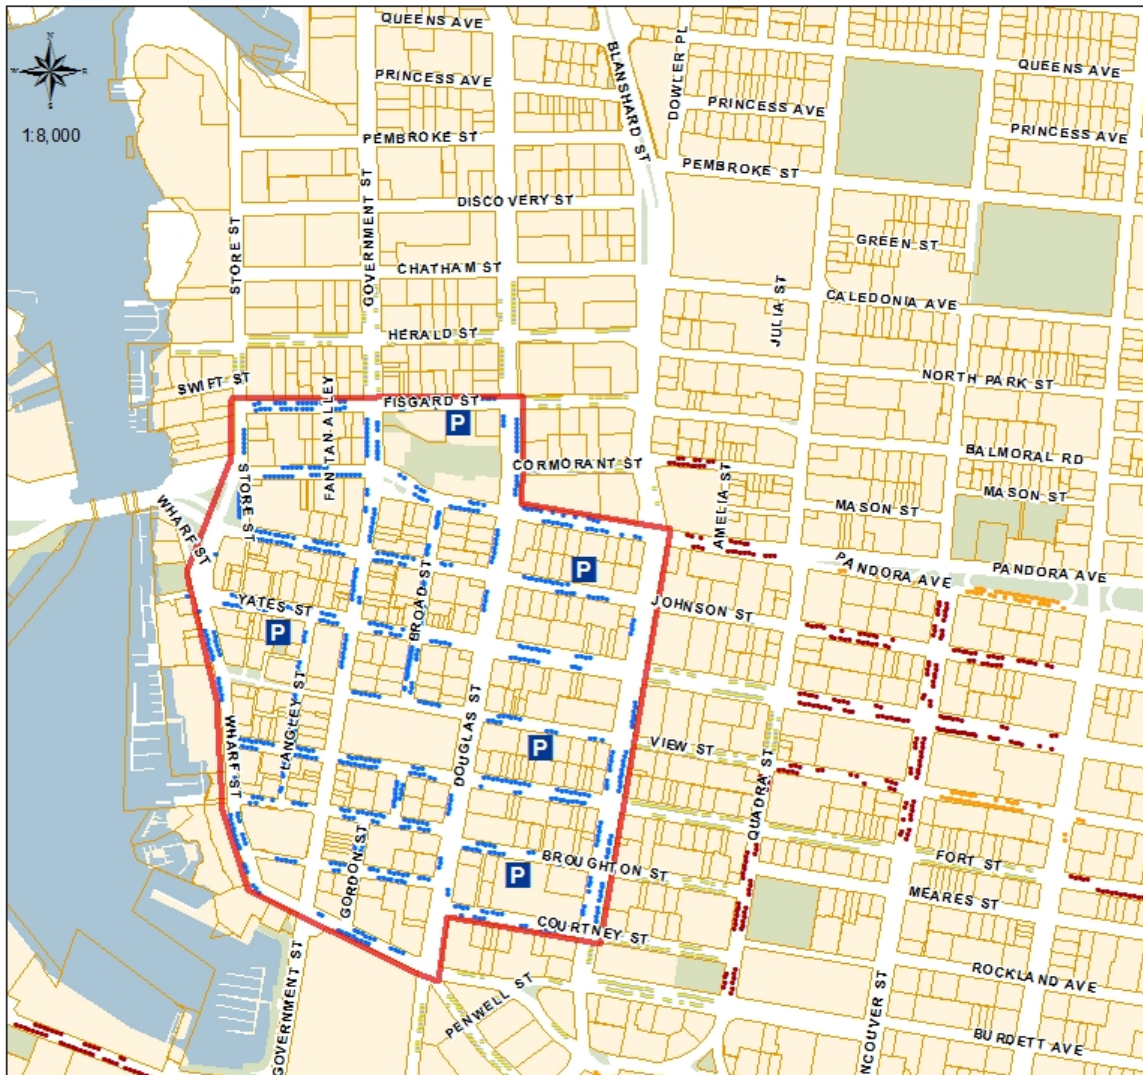 QUEENS AVE
BLANSHARD ST
DOWLER PL
QUEENS AVE
N
W
E
S
1:8,000
PRINCESS AVE
PRINCESS AVE
PRINCESS AVE
PEMBROKE ST
PEMBROKE ST
GOVERNMENT ST
DISCOVERY ST
STORE ST
GREEN ST
CHATHAM ST
JULIA ST
CALEDONIA AVE
HERALD ST
SWIFT ST
FAN TAN ALLEY
NORTH PARK ST
FISGARD ST
P
CORMORANT ST
BALMORAL RD
STORE ST
AMELIA ST
MASON ST
MASON ST
WHARF ST
PANDORA AVE
PANDORA AVE
P
BROAD ST
YATES ST
JOHNSON ST
P
LANGLEY ST
DOUGLAS ST
WHARF ST
P
VIEW ST
QUADRA ST
GORDON ST
BROUGHTON ST
P
FORT ST
MEARES ST
COURTNEY ST
GOVERNMENT ST
PENWELL ST
ROCKLAND AVE
NCOUVER ST
BURDETT AVE